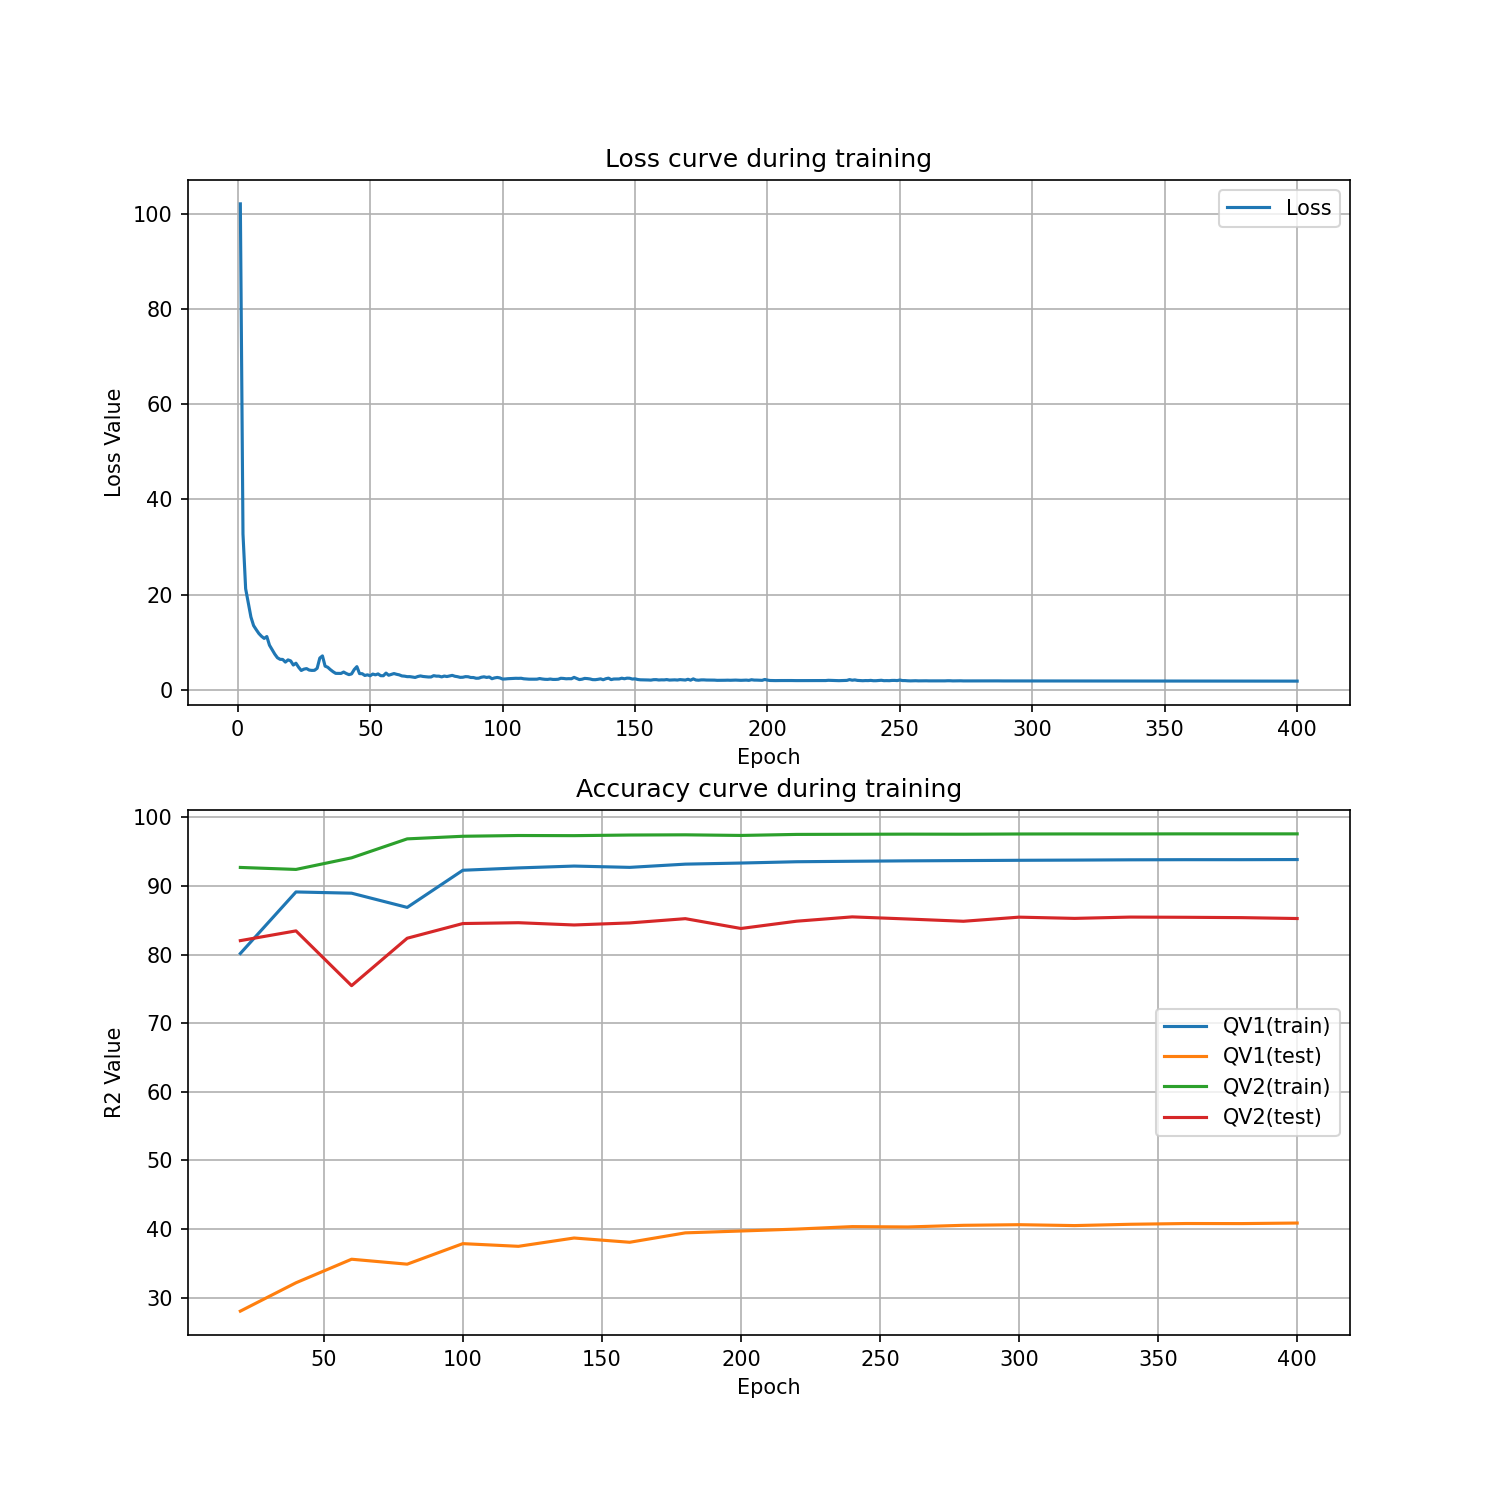 Loss curve during training
Loss
100
80
60
40
20
0
Loss Value
0 50 100 150 200 250 300 350 400
Epoch
Accuracy curve during training
100
90
80
70
60
50
40
30
R2 Value
QV1(train)
QV1(test)
QV2(train)
QV2(test)
50 100 150 200 250 300 350 400
Epoch